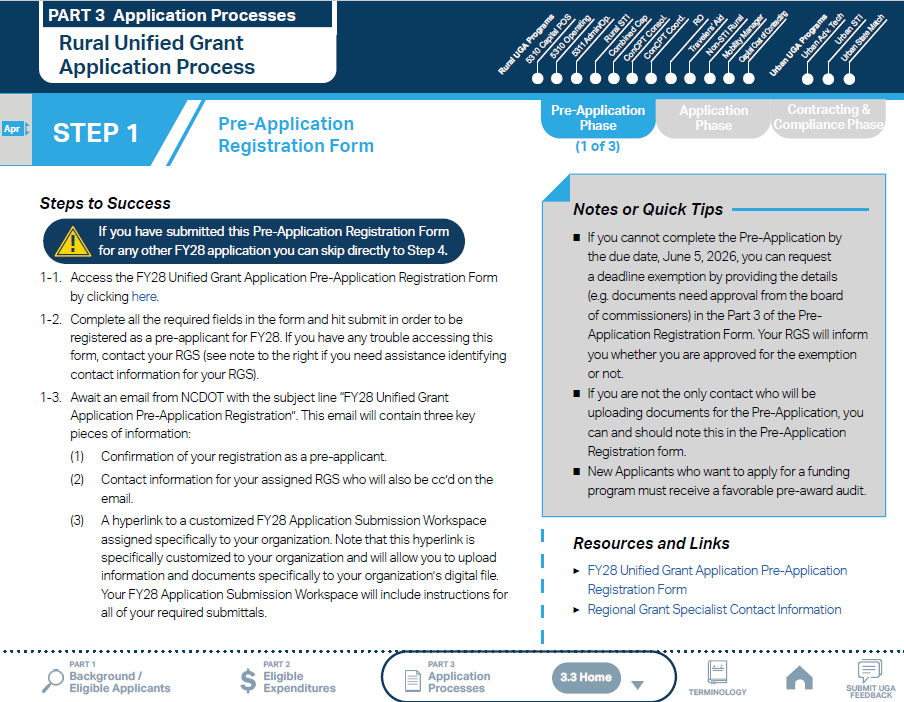 PART 3 Application Processes
Rural Unified Grant
Application Process
Rural UGA Programs
5310 Capital POS
5310 Operating
5311 Admin/Op.
Rural STI
Combined Cap.
ConCPT Consol.
ConCPT Coord.
RO
Travelers' Aid
Non-STI Rural
Mobility Manager
Capital Cost of Contracting
Urban UGA Programs
Urban Adv. Tech
Urban STI
Urban State Match
Apr
STEP 1
Pre-Application
Registration Form
Pre-Application
Phase
(1 of 3)
Application
Phase
Contracting &
Compliance Phase
Steps to Success
If you have submitted this Pre-Application Registration Form
for any other FY28 application you can skip directly to Step 4.
1-1. Access the FY28 Unified Grant Application Pre-Application Registration Form
by clicking here.
1-2. Complete all the required fields in the form and hit submit in order to be
registered as a pre-applicant for FY28. If you have any trouble accessing this
form, contact your RGS (see note to the right if you need assistance identifying
contact information for your RGS).
1-3. Await an email from NCDOT with the subject line "FY28 Unified Grant
Application Pre-Application Registration". This email will contain three key
pieces of information:
(1) Confirmation of your registration as a pre-applicant.
(2) Contact information for your assigned RGS who will also be cc'd on the
email.
(3) A hyperlink to a customized FY28 Application Submission Workspace
assigned specifically to your organization. Note that this hyperlink is
specifically customized to your organization and will allow you to upload
information and documents specifically to your organization's digital file.
Your FY28 Application Submission Workspace will include instructions for
all of your required submittals.
Notes or Quick Tips
■ If you cannot complete the Pre-Application by
the due date, June 5, 2026, you can request
a deadline exemption by providing the details
(e.g. documents need approval from the board
of commissioners) in the Part 3 of the Pre-
Application Registration Form. Your RGS will inform
you whether you are approved for the exemption
or not.
■ If you are not the only contact who will be
uploading documents for the Pre-Application, you
can and should note this in the Pre-Application
Registration form.
■ New Applicants who want to apply for a funding
program must receive a favorable pre-award audit.
Resources and Links
► FY28 Unified Grant Application Pre-Application
Registration Form
► Regional Grant Specialist Contact Information
PART 1
Background /
Eligible Applicants
PART 2
Eligible
Expenditures
PART 3
Application
Processes
3.3 Home
TERMINOLOGY
SUBMIT UGA
FEEDBACK